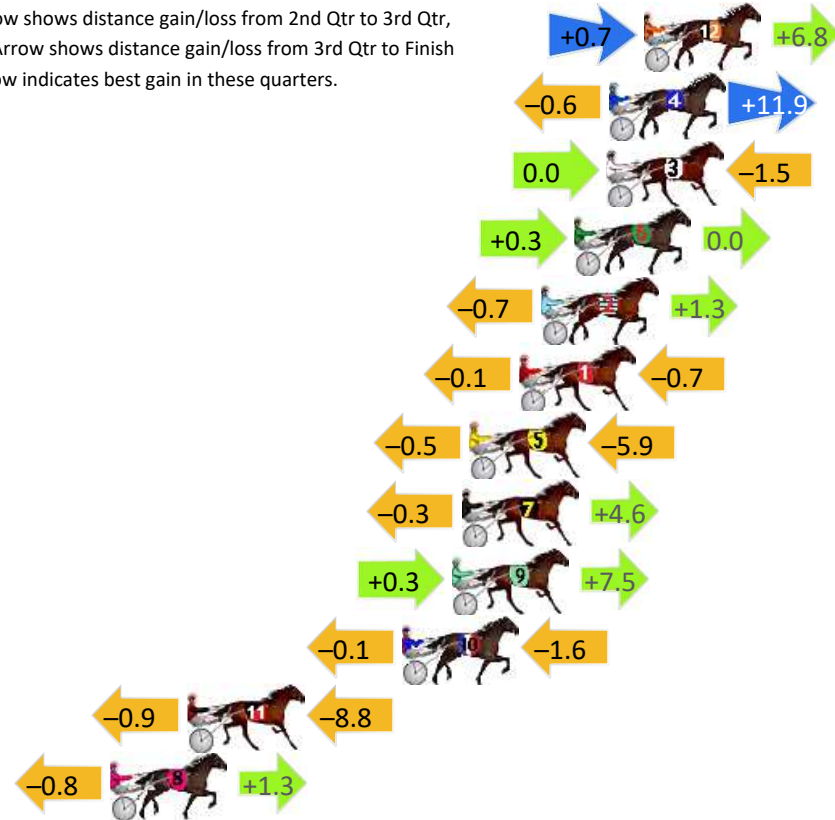 ow shows distance gain/loss from 2nd Qtr to 3rd Qtr,
Arrow shows distance gain/loss from 3rd Qtr to Finish
ow indicates best gain in these quarters.
+0.7 12 +6.8
−0.6 4 +11.9
0.0 3 −1.5
+0.3 6 0.0
−0.7 2 +1.3
−0.1 1 −0.7
−0.5 5 −5.9
−0.3 7 +4.6
+0.3 9 +7.5
−0.1 10 −1.6
−0.9 11 −8.8
−0.8 8 +1.3